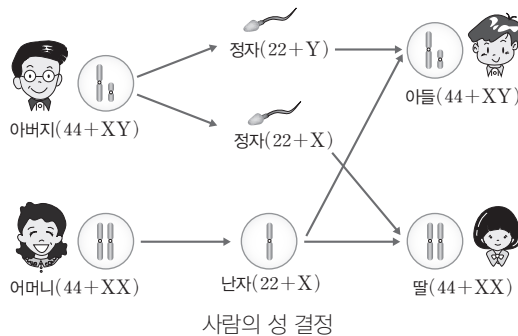 정자(22+Y)
아버지(44+XY)
아들(44+XY)
정자(22+X)
어머니(44+XX)
난자(22+X)
딸(44+XX)
사람의 성 결정